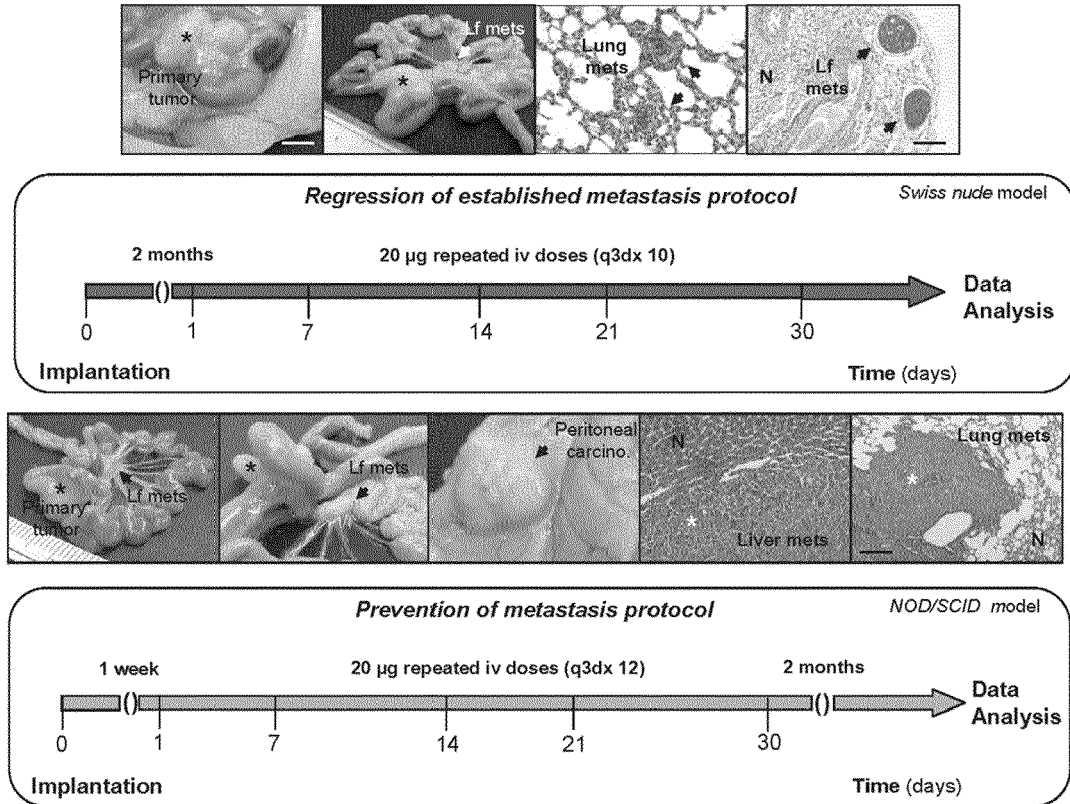 *
Primary
tumor
Lf mets
*
Lung
mets
N
Lf
mets
Regression of established metastasis protocol
Swiss nude model
2 months
20 µg repeated iv doses (q3dx 10)
()
Data
Analysis
0
1
7
14
21
30
Implantation
Time (days)
*
Primary
tumor
Lf mets
*
Lf mets
Peritoneal
carcino.
N
*
Liver mets
Lung mets
*
N
Prevention of metastasis protocol
NOD/SCID model
1 week
20 µg repeated iv doses (q3dx 12)
2 months
()
()
Data
Analysis
0
1
7
14
21
30
Implantation
Time (days)